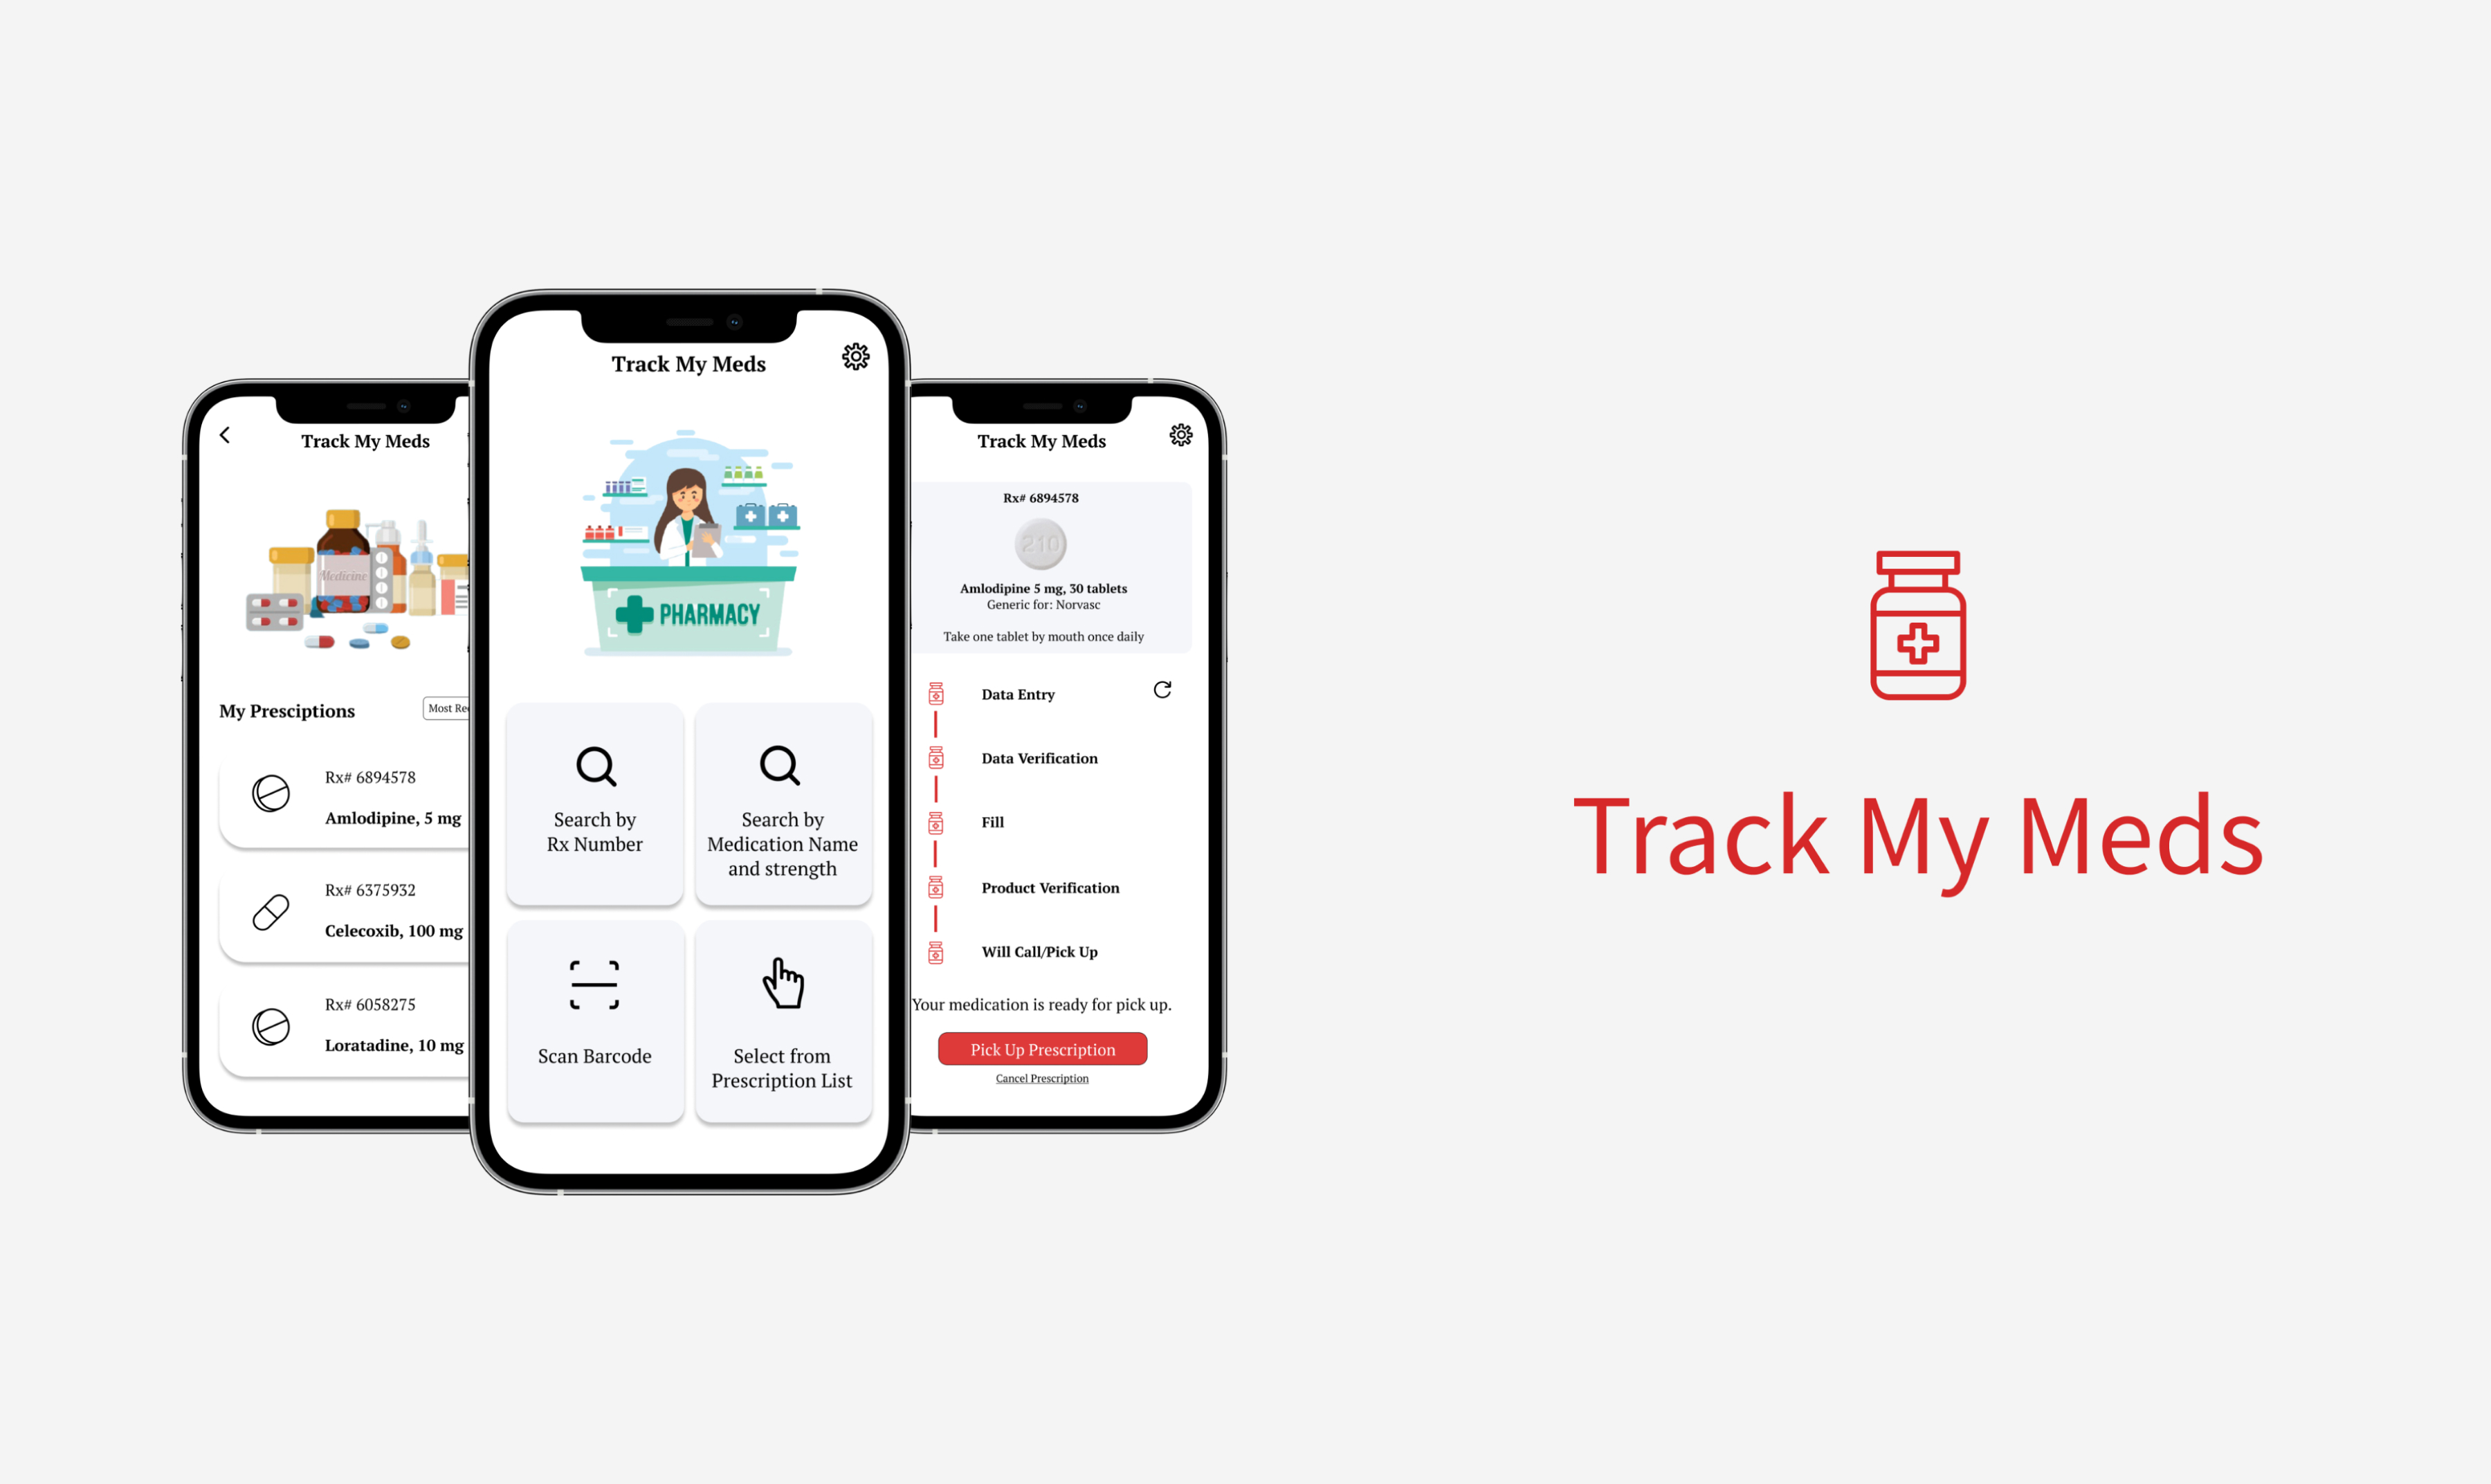 Track My Meds
Medicine
My Presciptions
Most Rec
Rx# 6894578
Amlodipine, 5 mg
Rx# 6375932
Celecoxib, 100 mg
Rx# 6058275
Loratadine, 10 mg
Track My Meds
PHARMACY
Search by
Rx Number
Search by
Medication Name
and strength
Scan Barcode
Select from
Prescription List
Track My Meds
Rx# 6894578
210
Amlodipine 5 mg, 30 tablets
Generic for: Norvasc
Take one tablet by mouth once daily
Data Entry
Data Verification
Fill
Product Verification
Will Call/Pick Up
Your medication is ready for pick up.
Pick Up Prescription
Cancel Prescription
Track My Meds